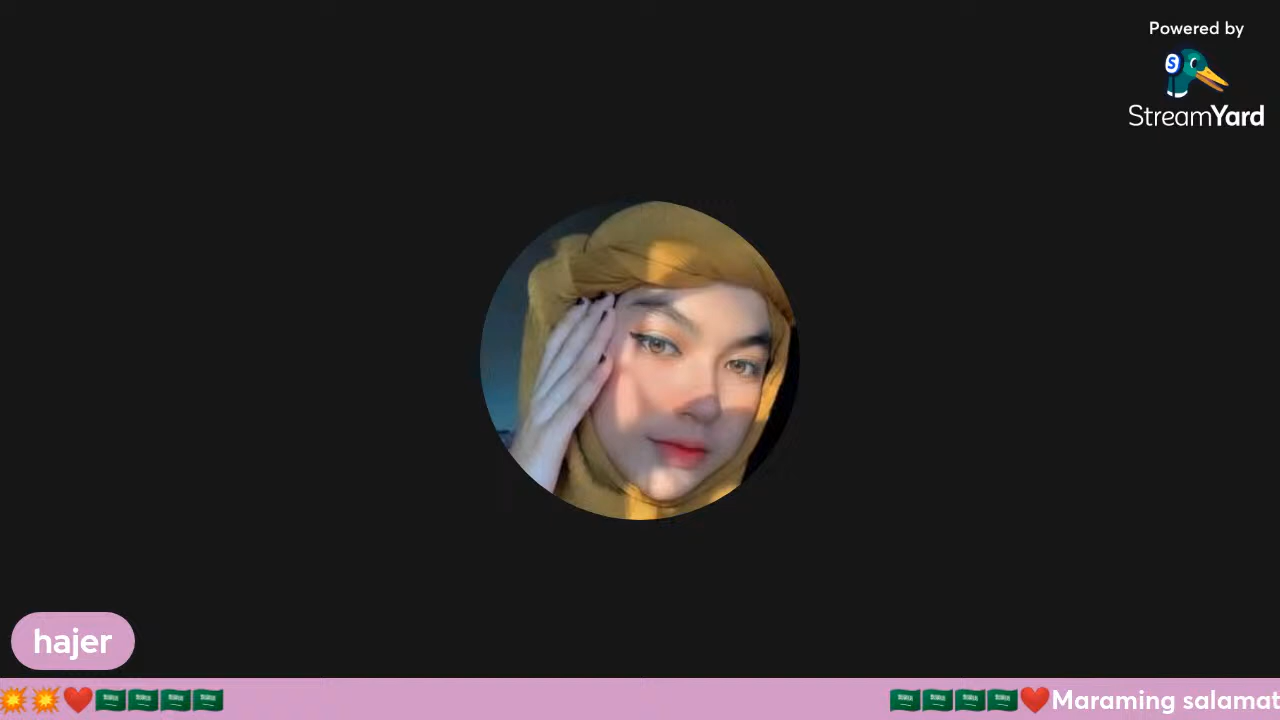 Powered by
S
StreamYard
hajer
💥💥❤️🇸🇦🇸🇦🇸🇦🇸🇦 🇸🇦🇸🇦🇸🇦🇸🇦❤️Maraming salamat